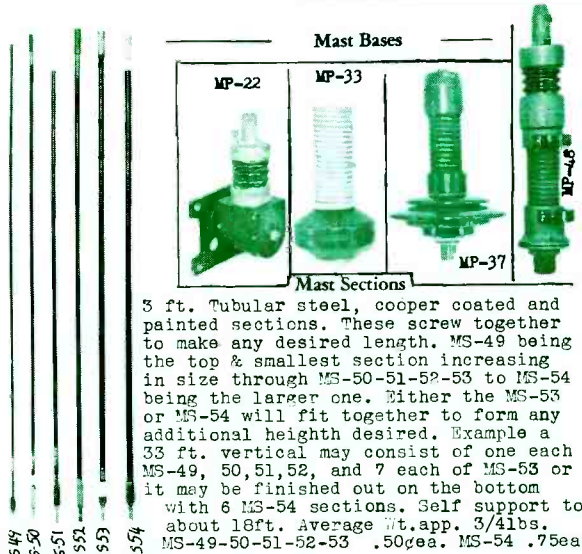 Mast Bases
MP-22
MP-33
MP-37
MP-48
Mast Sections
3 ft. Tubular steel, cooper coated and
painted sections. These screw together
to make any desired length. MS-49 being
the top & smallest section increasing
in size through MS-50-51-52-53 to MS-54
being the larger one. Either the MS-53
or MS-54 will fit together to form any
additional heighth desired. Example a
33 ft. vertical may consist of one each
MS-49, 50,51,52, and 7 each of MS-53 or
it may be finished out on the bottom
with 6 MS-54 sections. Self support to
about 18ft. Average Wt.app. 3/4lbs.
MS-49-50-51-52-53 .50¢ea. MS-54 .75ea
S49
S-50
S-51
S52
S.53
S.54